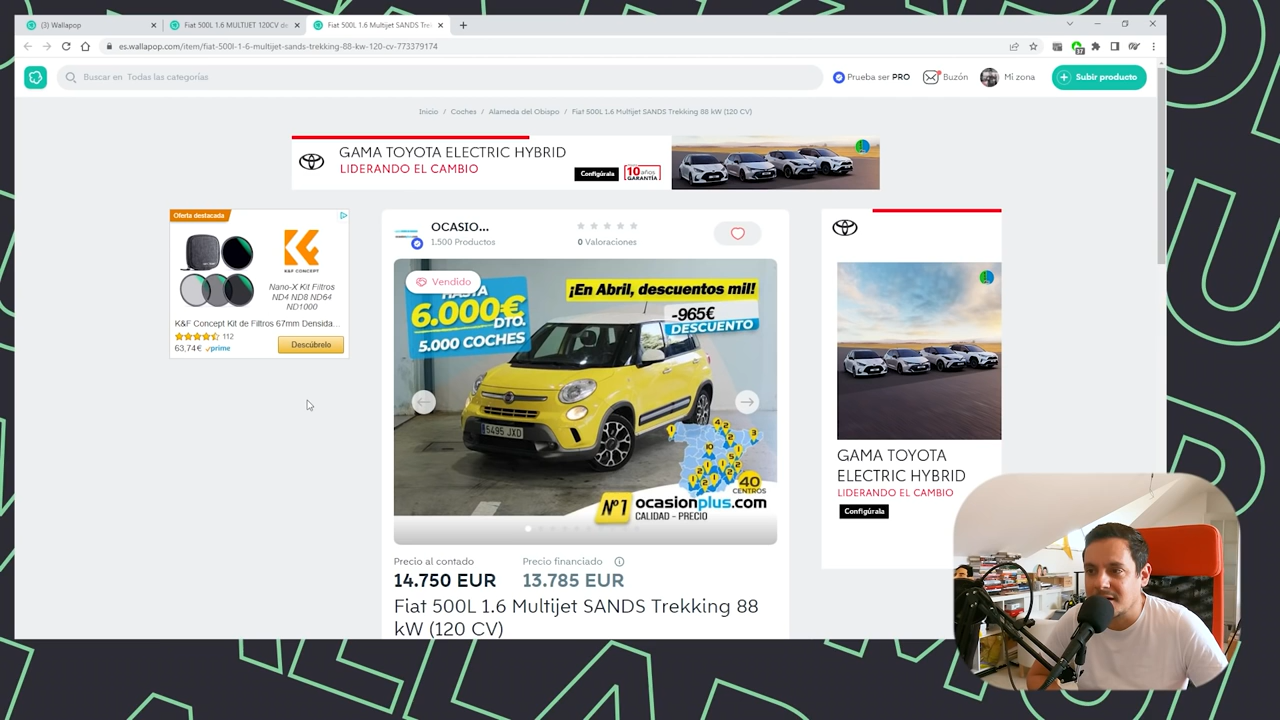 (3) Wallapop
Fiat 500L 1.6 MULTIJET 120CV de
Fiat 500L 1.6 Multijet SANDS Tre
es.wallapop.com/item/fiat-500l-1-6-multijet-sands-trekking-88-kw-120-cv-773379174
37
Buscar en Todas las categorías
Prueba ser PRO
Buzón
Mi zona
Subir producto
Inicio / Coches / Alameda del Obispo / Fiat 500L 1.6 Multijet SANDS Trekking 88 kW (120 CV)
GAMA TOYOTA ELECTRIC HYBRID
LIDERANDO EL CAMBIO
Configúrala
10 años
GARANTÍA
Oferta destacada
K&F CONCEPT
Nano-X Kit Filtros
ND4 ND8 ND64
ND1000
K&F Concept Kit de Filtros 67mm Densida...
112
63,74€ prime
Descúbrelo
OCASIO...
1.500 Productos
0 Valoraciones
Vendido
HASTA
6.000€
DTO.
5.000 COCHES
¡En Abril, descuentos mil!
-965€
DESCUENTO
5495 JXD
40
CENTROS
Nº1
ocasionplus.com
CALIDAD - PRECIO
Precio al contado
Precio financiado
14.750 EUR
13.785 EUR
Fiat 500L 1.6 Multijet SANDS Trekking 88
kW (120 CV)
GAMA TOYOTA
ELECTRIC HYBRID
LIDERANDO EL CAMBIO
Configúrala